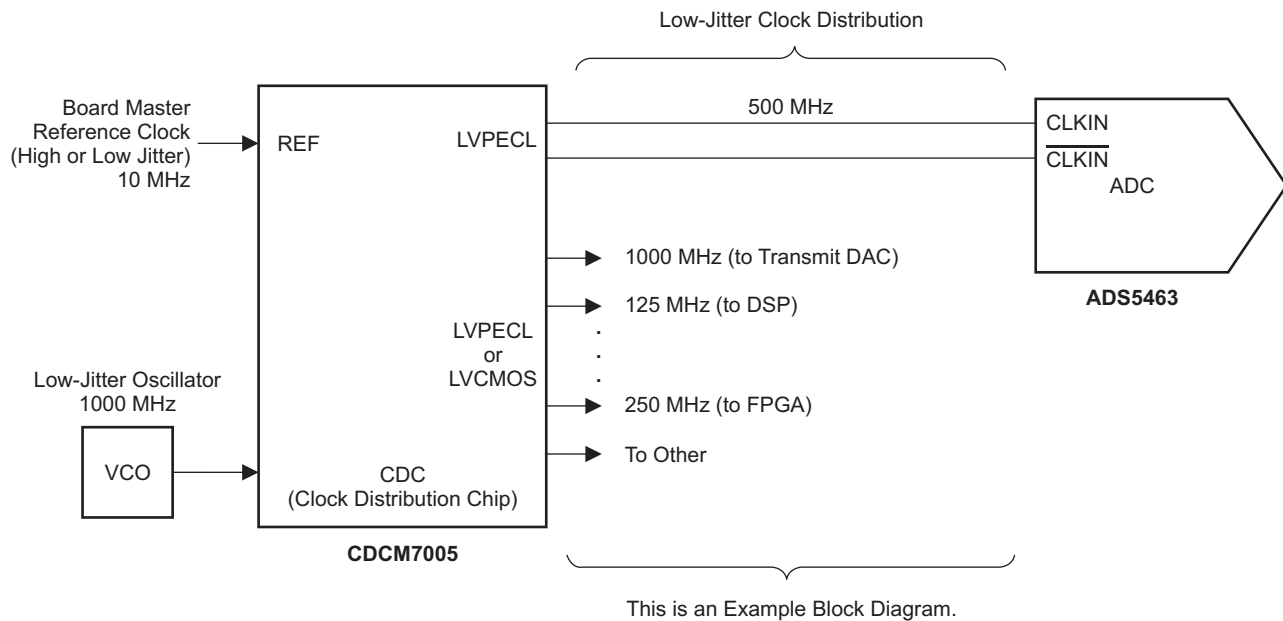 Low-Jitter Clock Distribution
Board Master
Reference Clock
(High or Low Jitter)
10 MHz
REF
LVPECL
500 MHz
CLKIN
CLKIN
ADC
ADS5463
1000 MHz (to Transmit DAC)
125 MHz (to DSP)
LVPECL
or
LVCMOS
.
.
.
.
250 MHz (to FPGA)
To Other
Low-Jitter Oscillator
1000 MHz
VCO
CDC
(Clock Distribution Chip)
CDCM7005
This is an Example Block Diagram.